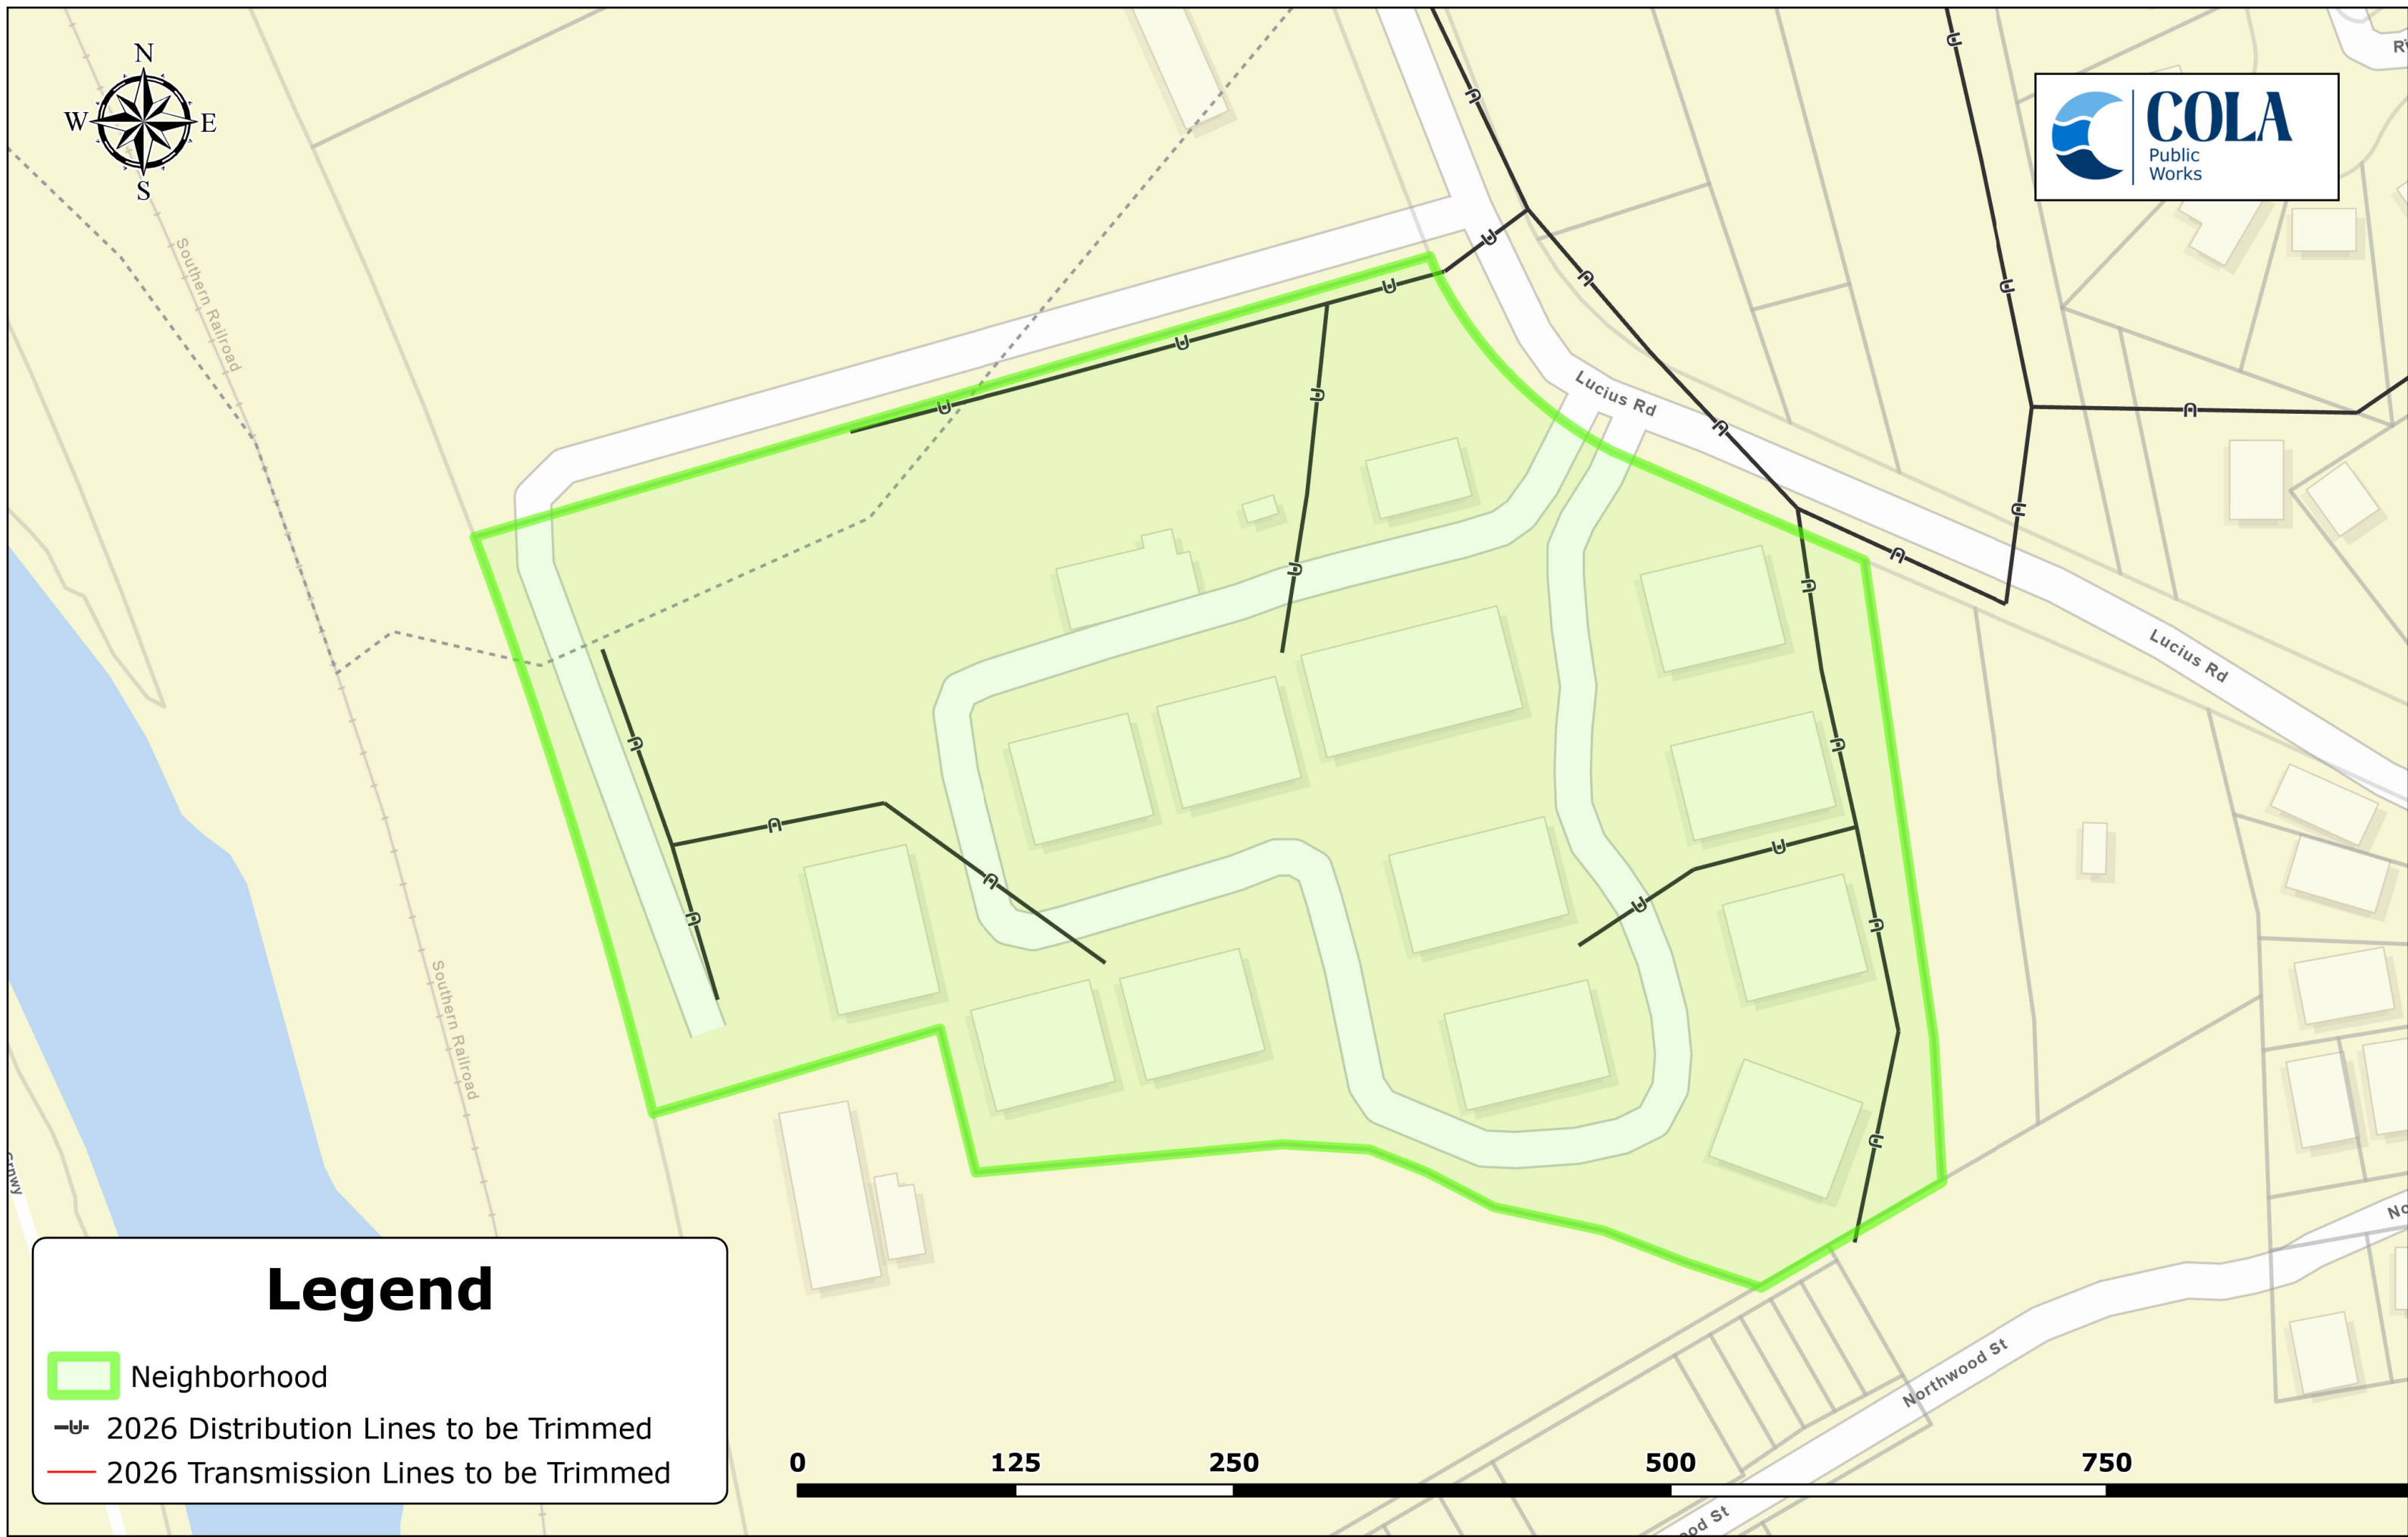 N
W E
S
COLA
Public
Works
Southern Railroad
Lucius Rd
Lucius Rd
Southern Railroad
Northwood St
Legend
Neighborhood
2026 Distribution Lines to be Trimmed
2026 Transmission Lines to be Trimmed
0 125 250 500 750